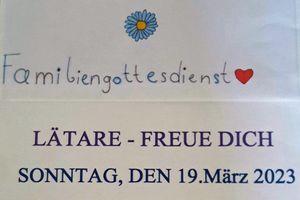 Familiengottesdienst
LÄTARE - FREUE DICH
SONNTAG, DEN 19.März 2023